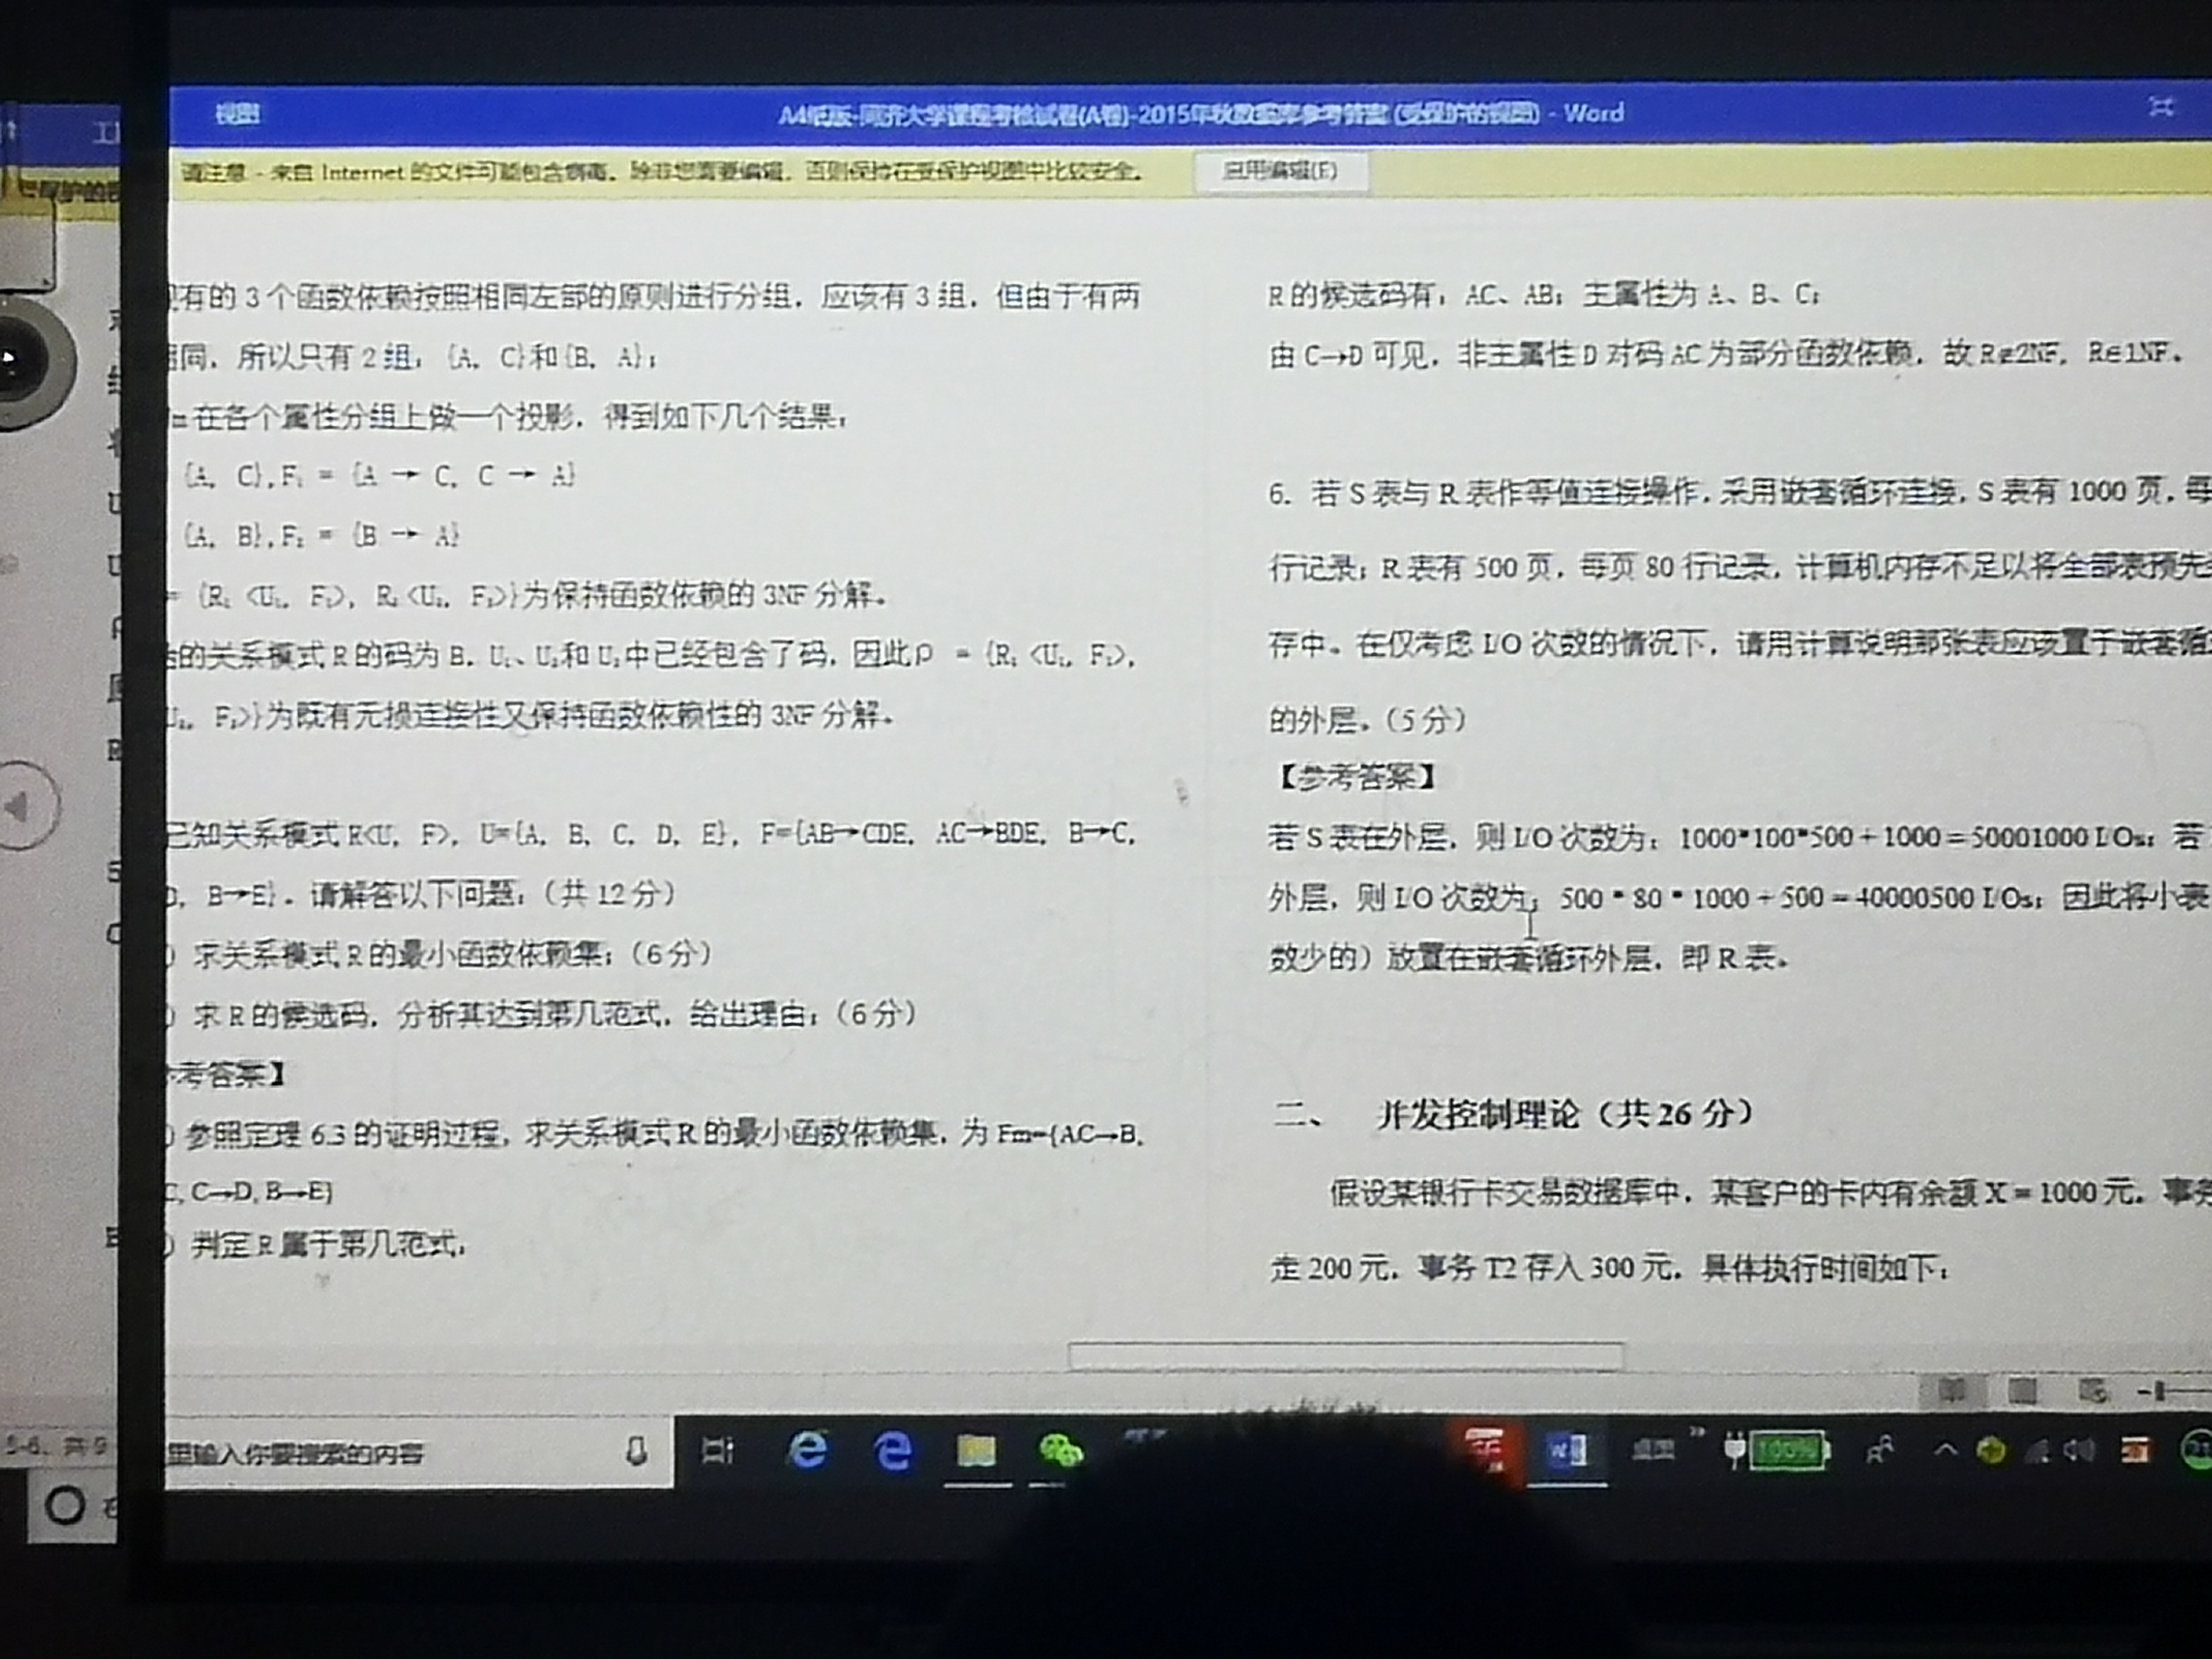 视图
A4纸版-同济大学课程考核试卷(A卷)-2015年秋数据库参考答案 (受保护的视图) - Word
请注意 - 来自 Internet 的文件可能包含病毒。除非您需要编辑，否则保持在受保护视图中比较安全。
启用编辑(E)
有的 3 个函数依赖按照相同左部的原则进行分组，应该有 3 组，但由于有两
同，所以只有 2 组，{A, C}和{B, A}；
在各个属性分组上做一个投影，得到如下几个结果：
{A, C},F₁ = {A → C, C → A}
{A, B},F₂ = {B → A}
= {R₁ <U₁, F₁>, R₂ <U₂, F₂>}为保持函数依赖的 3NF 分解。
的关系模式 R 的码为 B，U₁、U₂和 U₂中已经包含了码，因此ρ = {R₁ <U₁, F₁>,
U₂, F₂>}为既有无损连接性又保持函数依赖性的 3NF 分解。
已知关系模式 R<U, F>, U={A, B, C, D, E}, F={AB→CDE, AC→BDE, B→C,
D, B→E}。请解答以下问题：（共 12 分）
) 求关系模式 R 的最小函数依赖集；（6 分）
) 求 R 的候选码，分析其达到第几范式，给出理由；（6 分）
考答案】
) 参照定理 6.3 的证明过程，求关系模式 R 的最小函数依赖集，为 Fm={AC→B,
C, C→D, B→E}
) 判定 R 属于第几范式：
R 的候选码有：AC、AB；主属性为 A、B、C；
由 C→D 可见，非主属性 D 对码 AC 为部分函数依赖，故 R∉2NF, R∈1NF。
6. 若 S 表与 R 表作等值连接操作，采用嵌套循环连接，S 表有 1000 页，每
行记录；R 表有 500 页，每页 80 行记录，计算机内存不足以将全部表预先
存中。在仅考虑 I/O 次数的情况下，请用计算说明那张表应该置于嵌套循
的外层。（5 分）
【参考答案】
若 S 表在外层，则 I/O 次数为：1000*100*500 + 1000 = 50001000 I/Os；若
外层，则 I/O 次数为：500 * 80 * 1000 + 500 = 40000500 I/Os；因此将小表
数少的）放置在嵌套循环外层，即 R 表。
二、 并发控制理论（共 26 分）
假设某银行卡交易数据库中，某客户的卡内有余额 X = 1000 元，事务
走 200 元，事务 T2 存入 300 元，具体执行时间如下：
里输入你要搜索的内容
桌面
100%